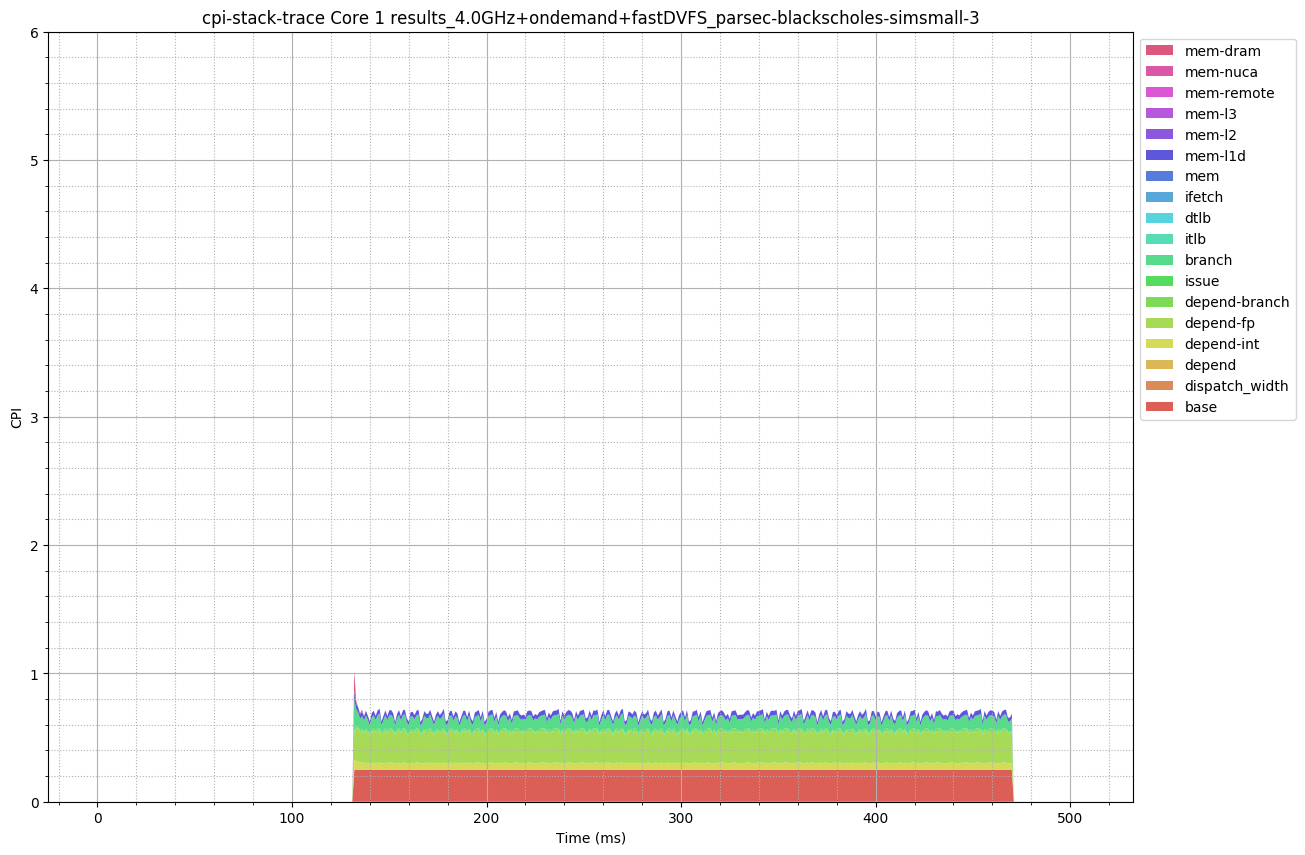 cpi-stack-trace Core 1 results_4.0GHz+ondemand+fastDVFS_parsec-blackscholes-simsmall-3
6
5
4
3
2
1
0
CPI
0 100 200 300 400 500
Time (ms)
mem-dram
mem-nuca
mem-remote
mem-l3
mem-l2
mem-l1d
mem
ifetch
dtlb
itlb
branch
issue
depend-branch
depend-fp
depend-int
depend
dispatch_width
base